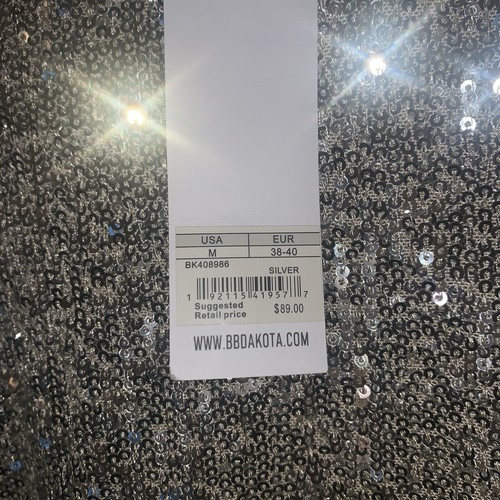 USA EUR
M 38-40
BK408986
SILVER
1 92115 41957 7
Suggested
Retail price $89.00
WWW.BBDAKOTA.COM